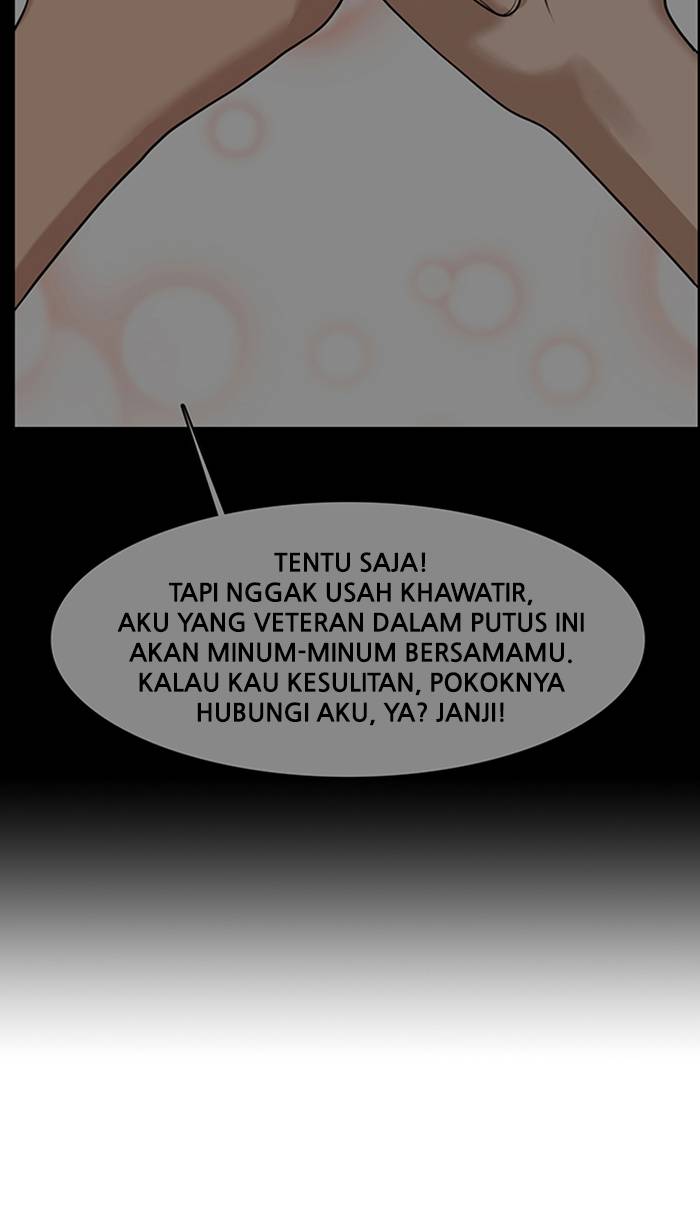 TENTU SAJA!
TAPI NGGAK USAH KHAWATIR,
AKU YANG VETERAN DALAM PUTUS INI
AKAN MINUM-MINUM BERSAMAMU.
KALAU KAU KESULITAN, POKOKNYA
HUBUNGI AKU, YA? JANJI!